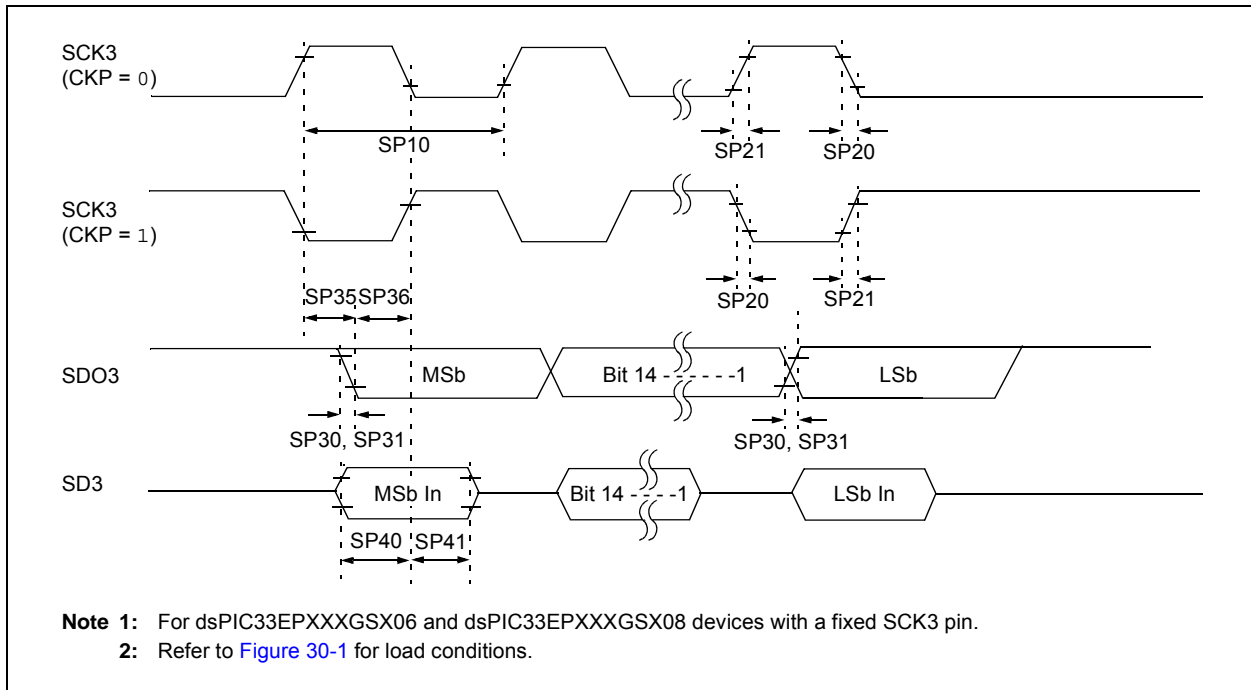 SCK3
(CKP = 0)
SP10
SP21
SP20
SCK3
(CKP = 1)
SP35
SP36
SP20
SP21
SDO3
MSb
Bit 14 - - - - - -1
LSb
SP30, SP31
SP30, SP31
SD3
MSb In
Bit 14 - - - -1
LSb In
SP40
SP41
Note 1: For dsPIC33EPXXXGSX06 and dsPIC33EPXXXGSX08 devices with a fixed SCK3 pin.
2: Refer to Figure 30-1 for load conditions.